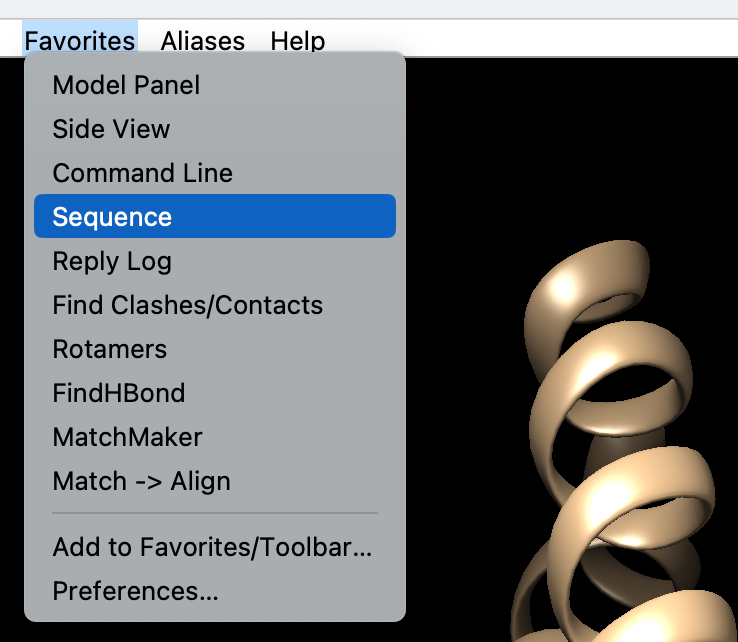 Favorites Aliases Help
Model Panel
Side View
Command Line
Sequence
Reply Log
Find Clashes/Contacts
Rotamers
FindHBond
MatchMaker
Match -> Align
Add to Favorites/Toolbar...
Preferences...